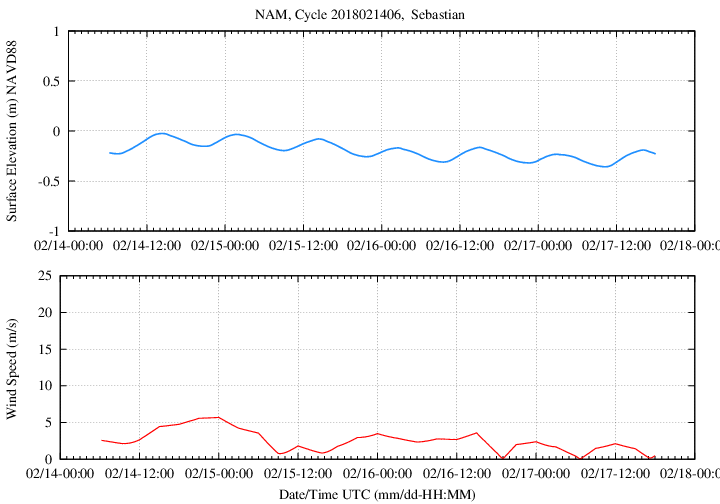 NAM, Cycle 2018021406,  Sebastian
Surface Elevation (m) NAVD88
1
0.5
0
-0.5
-1
02/14-00:00 02/14-12:00 02/15-00:00 02/15-12:00 02/16-00:00 02/16-12:00 02/17-00:00 02/17-12:00 02/18-0
Wind Speed (m/s)
25
20
15
10
5
0
02/14-00:00 02/14-12:00 02/15-00:00 02/15-12:00 02/16-00:00 02/16-12:00 02/17-00:00 02/17-12:00 02/18-0
Date/Time UTC (mm/dd-HH:MM)